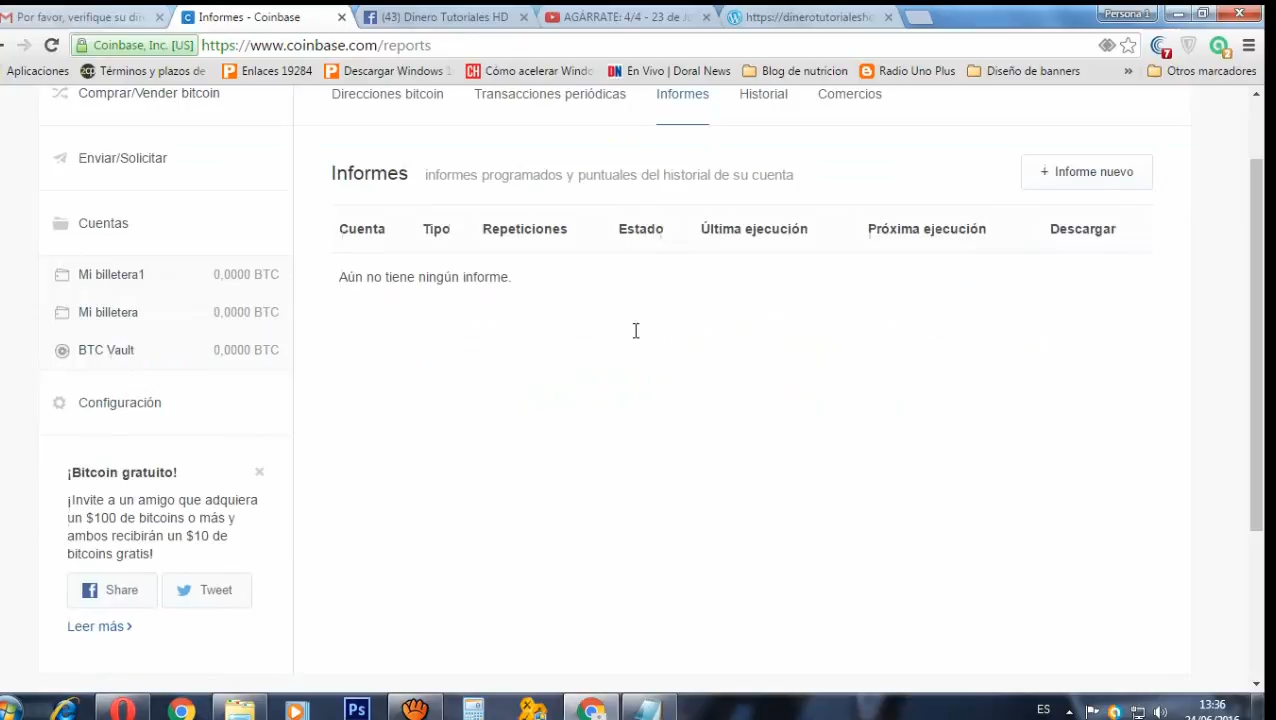 Por favor, verifique su di
Informes - Coinbase
(43) Dinero Tutoriales HD
AGÁRRATE: 4/4 - 23 de J
https://dinerotutorialesh
Persona 1
Coinbase, Inc. [US]
https://www.coinbase.com/reports
7
2
Aplicaciones
Términos y plazos de
Enlaces 19284
Descargar Windows 1
Cómo acelerar Windo
En Vivo | Doral News
Blog de nutricion
Radio Uno Plus
Diseño de banners
»
Otros marcadores
Comprar/Vender bitcoin
Direcciones bitcoin
Transacciones periódicas
Informes
Historial
Comercios
Enviar/Solicitar
Informes
informes programados y puntuales del historial de su cuenta
+ Informe nuevo
Cuentas
Cuenta
Tipo
Repeticiones
Estado
Última ejecución
Próxima ejecución
Descargar
Aún no tiene ningún informe.
Mi billetera1 0,0000 BTC
Mi billetera 0,0000 BTC
BTC Vault 0,0000 BTC
Configuración
¡Bitcoin gratuito!
¡Invite a un amigo que adquiera
un $100 de bitcoins o más y
ambos recibirán un $10 de
bitcoins gratis!
Share
Tweet
Leer más
Ps
ES
13:36
24/06/2016